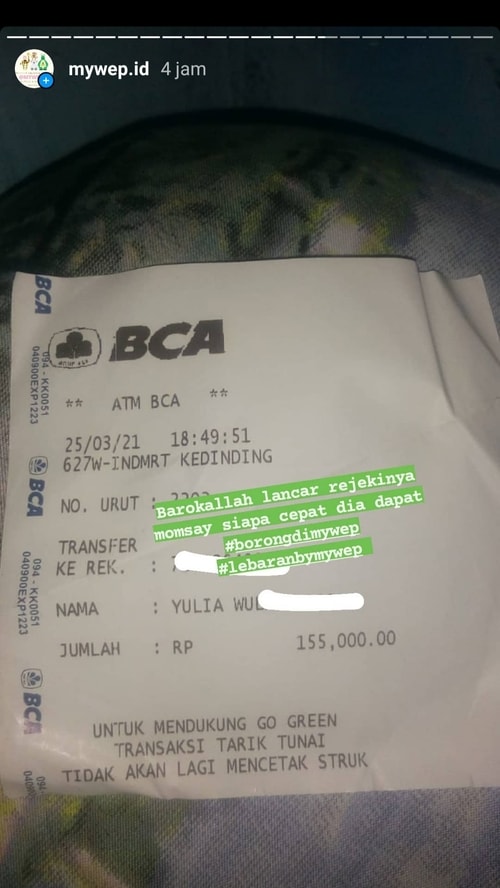 mywep.id 4 jam
BCA
** ATM BCA **
25/03/21 18:49:51
627W-INDMRT KEDINDING
NO. URUT :
Barokallah lancar rejekinya
momsay siapa cepat dia dapat
#borongdimywep
#lebaranbymywep
TRANSFER
KE REK. :
NAMA : YULIA
JUMLAH : RP 155,000.00
UNTUK MENDUKUNG GO GREEN
TRANSAKSI TARIK TUNAI
TIDAK AKAN LAGI MENCETAK STRUK
BCA
094 - KK0051
040900EXP1223
BCA
094 - KK0051
040900EXP1223
BCA